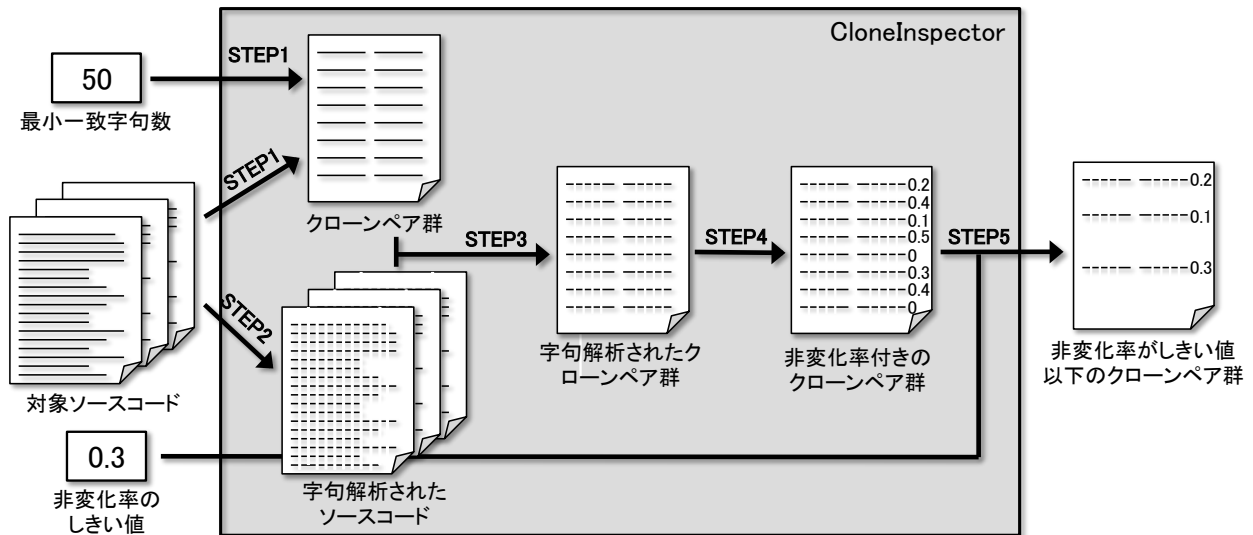 CloneInspector
STEP1
50
最小一致字句数
STEP1
クローンペア群
STEP2
対象ソースコード
0.3
非変化率の
しきい値
字句解析された
ソースコード
STEP3
字句解析されたク
ローンペア群
STEP4
0.2
0.4
0.1
0.5
0
0.3
0.4
0
非変化率付きの
クローンペア群
STEP5
0.2
0.1
0.3
非変化率がしきい値
以下のクローンペア群